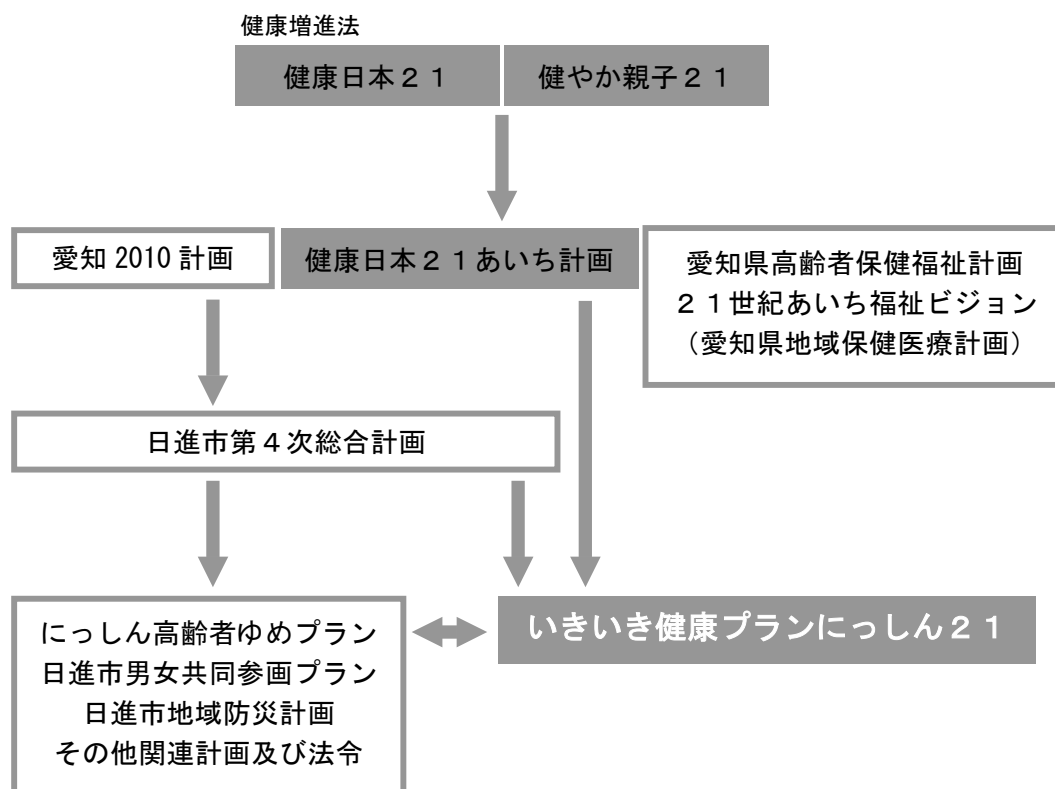 健康増進法
健康日本２１
健やか親子２１
愛知 2010 計画
健康日本２１あいち計画
愛知県高齢者保健福祉計画
２１世紀あいち福祉ビジョン
（愛知県地域保健医療計画）
日進市第４次総合計画
にっしん高齢者ゆめプラン
日進市男女共同参画プラン
日進市地域防災計画
その他関連計画及び法令
いきいき健康プランにっしん２１